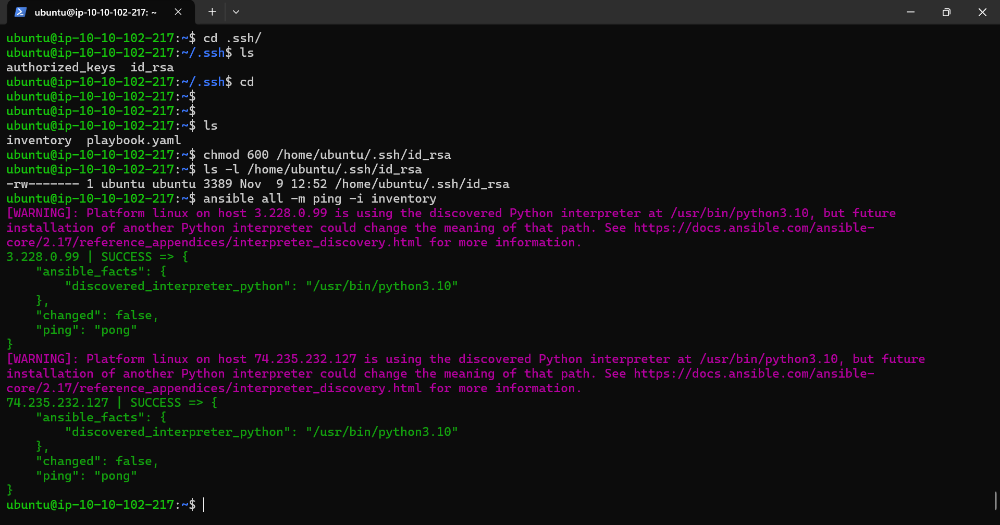 ubuntu@ip-10-10-102-217: ~
ubuntu@ip-10-10-102-217:~$ cd .ssh/
ubuntu@ip-10-10-102-217:~/.ssh$ ls
authorized_keys  id_rsa
ubuntu@ip-10-10-102-217:~/.ssh$ cd
ubuntu@ip-10-10-102-217:~$
ubuntu@ip-10-10-102-217:~$
ubuntu@ip-10-10-102-217:~$ ls
inventory  playbook.yaml
ubuntu@ip-10-10-102-217:~$ chmod 600 /home/ubuntu/.ssh/id_rsa
ubuntu@ip-10-10-102-217:~$ ls -l /home/ubuntu/.ssh/id_rsa
-rw------- 1 ubuntu ubuntu 3389 Nov  9 12:52 /home/ubuntu/.ssh/id_rsa
ubuntu@ip-10-10-102-217:~$ ansible all -m ping -i inventory
[WARNING]: Platform linux on host 3.228.0.99 is using the discovered Python interpreter at /usr/bin/python3.10, but future
installation of another Python interpreter could change the meaning of that path. See https://docs.ansible.com/ansible-
core/2.17/reference_appendices/interpreter_discovery.html for more information.
3.228.0.99 | SUCCESS => {
    "ansible_facts": {
        "discovered_interpreter_python": "/usr/bin/python3.10"
    },
    "changed": false,
    "ping": "pong"
}
[WARNING]: Platform linux on host 74.235.232.127 is using the discovered Python interpreter at /usr/bin/python3.10, but future
installation of another Python interpreter could change the meaning of that path. See https://docs.ansible.com/ansible-
core/2.17/reference_appendices/interpreter_discovery.html for more information.
74.235.232.127 | SUCCESS => {
    "ansible_facts": {
        "discovered_interpreter_python": "/usr/bin/python3.10"
    },
    "changed": false,
    "ping": "pong"
}
ubuntu@ip-10-10-102-217:~$